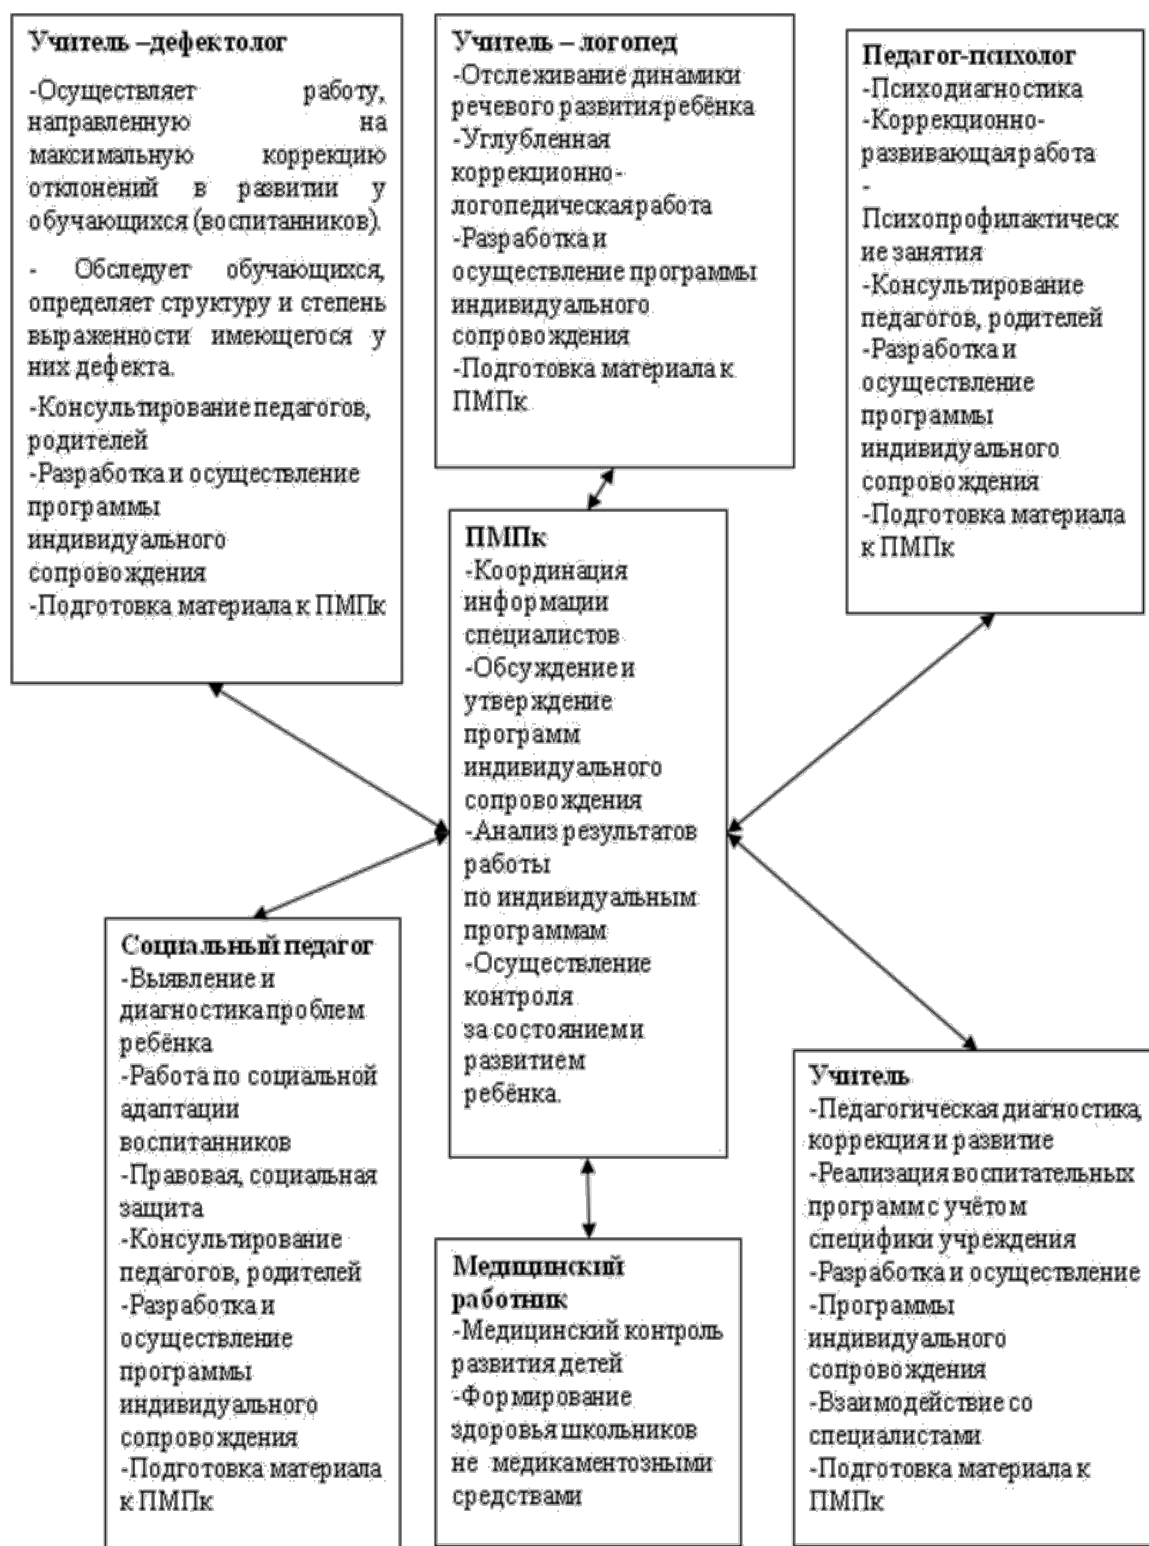 Учитель –дефектолог
-Осуществляет работу,
направленную на
максимальную коррекцию
отклонений в развитии у
обучающихся (воспитанников).
- Обследует обучающихся,
определяет структуру и степень
выраженности имеющегося у
них дефекта.
-Консультирование педагогов,
родителей
-Разработка и осуществление
программы
индивидуального
сопровождения
-Подготовка материала к ПМПк
Учитель – логопед
-Отслеживание динамики
речевого развития ребёнка
-Углубленная
коррекционно-
логопедическая работа
-Разработка и
осуществление программы
индивидуального
сопровождения
-Подготовка материала к
ПМПк
Педагог-психолог
-Психодиагностика
-Коррекционно-
развивающая работа
-
Психопрофилактическ
ие занятия
-Консультирование
педагогов, родителей
-Разработка и
осуществление
программы
индивидуального
сопровождения
-Подготовка материала
к ПМПк
ПМПк
-Координация
информации
специалистов
-Обсуждение и
утверждение
программ
индивидуального
сопровождения
-Анализ результатов
работы
по индивидуальным
программам
-Осуществление
контроля
за состоянием и
развитием
ребёнка.
Социальный педагог
-Выявление и
диагностика проблем
ребёнка
-Работа по социальной
адаптации
воспитанников
-Правовая, социальная
защита
-Консультирование
педагогов, родителей
-Разработка и
осуществление
программы
индивидуального
сопровождения
-Подготовка материала
к ПМПк
Медицинский
работник
-Медицинский контроль
развития детей
-Формирование
здоровья школьников
не медикаментозными
средствами
Учитель
-Педагогическая диагностика,
коррекция и развитие
-Реализация воспитательных
программ с учётом
специфики учреждения
-Разработка и осуществление
-Программы
индивидуального
сопровождения
-Взаимодействие со
специалистами
-Подготовка материала к
ПМПк